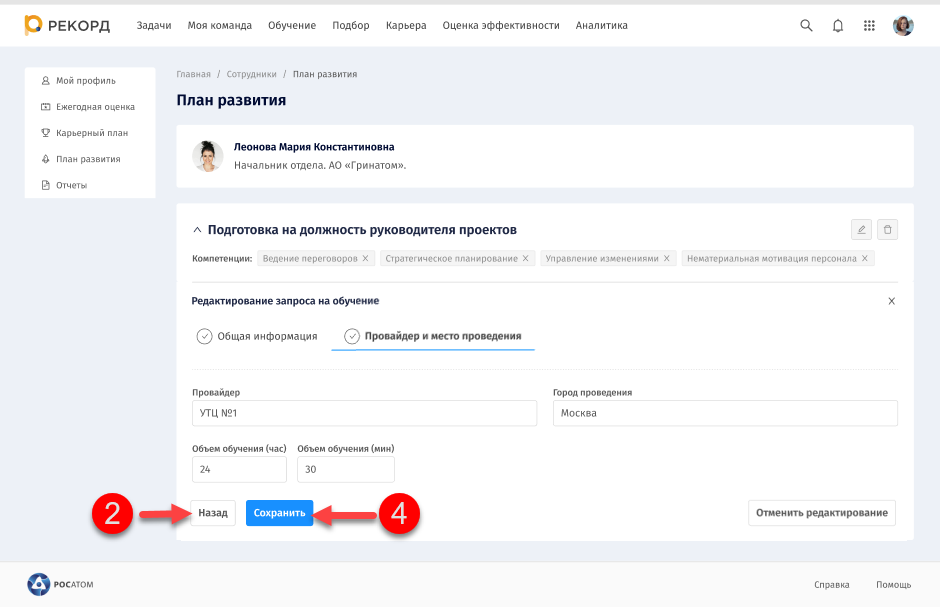 РЕКОРД Задачи Моя команда Обучение Подбор Карьера Оценка эффективности Аналитика
Мой профиль
Ежегодная оценка
Карьерный план
План развития
Отчеты
Главная / Сотрудники / План развития
План развития
Леонова Мария Константиновна
Начальник отдела. АО «Гринатом».
Подготовка на должность руководителя проектов
Компетенции: Ведение переговоров X Стратегическое планирование X Управление изменениями X Нематериальная мотивация персонала X
Редактирование запроса на обучение X
Общая информация Провайдер и место проведения
Провайдер Город проведения
УТЦ №1 Москва
Объем обучения (час) Объем обучения (мин)
24 30
2 Назад Сохранить 4 Отменить редактирование
РОСАТОМ Справка Помощь